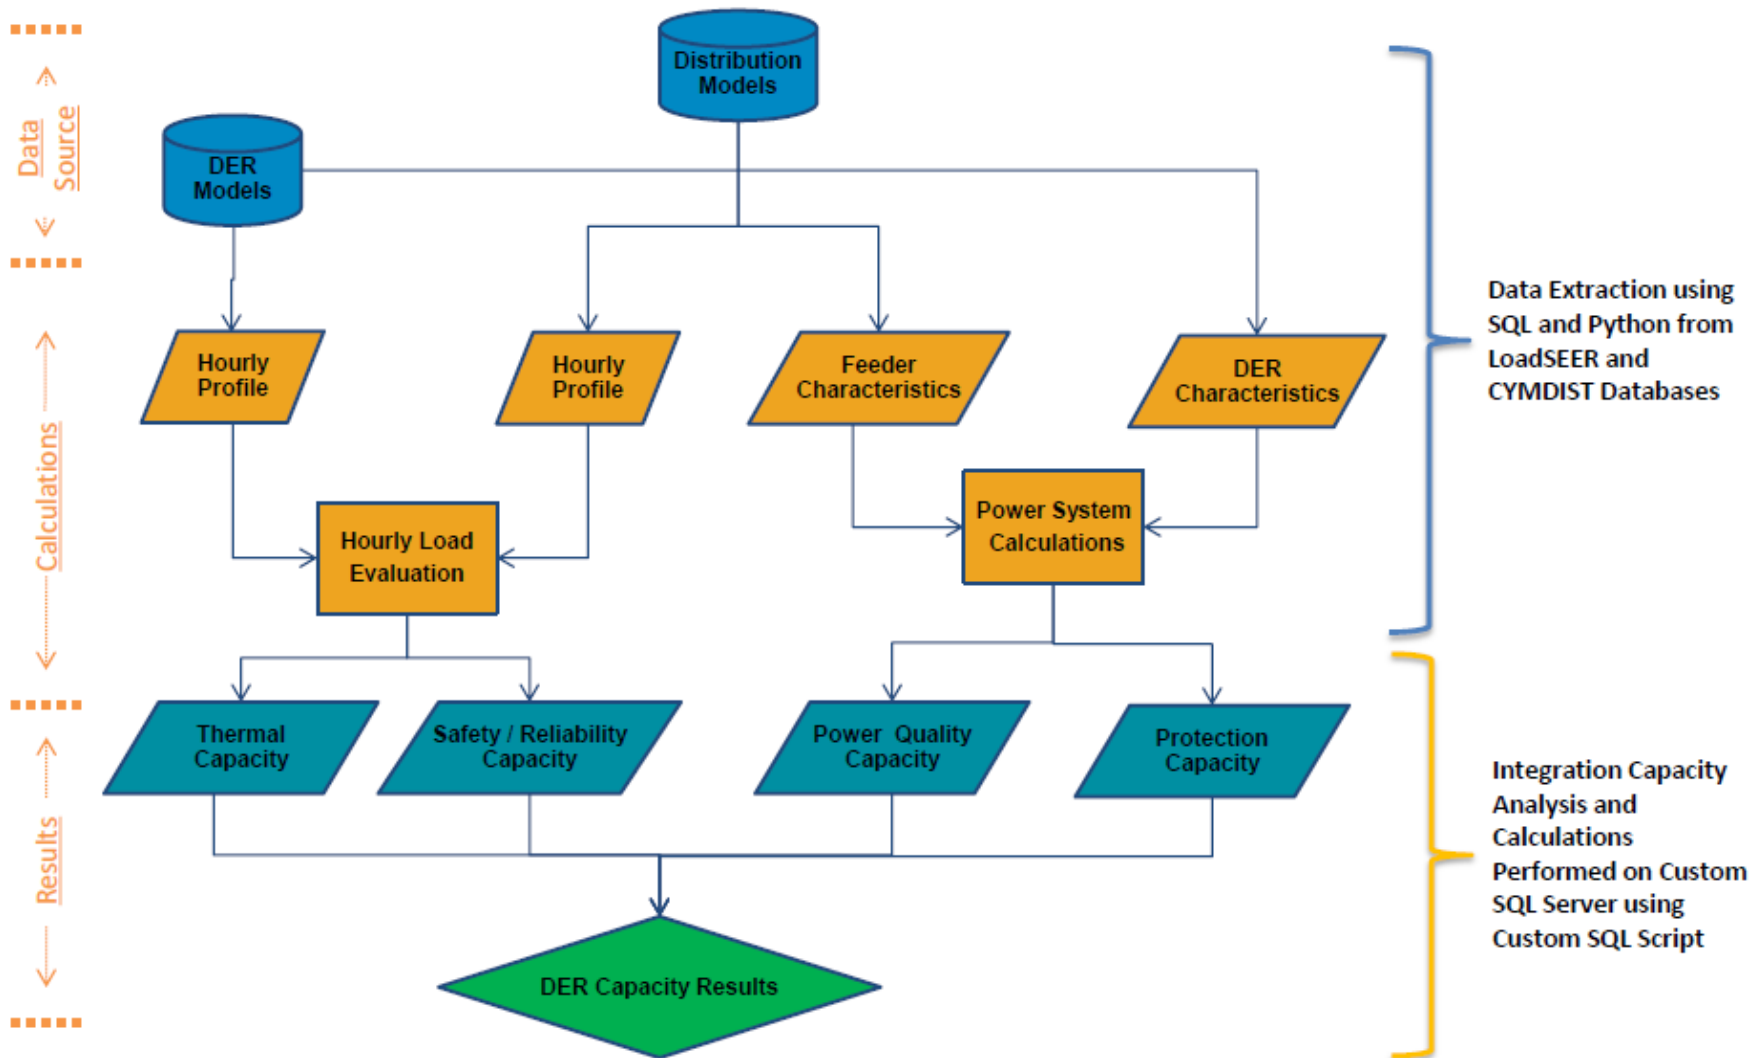 Distribution
Models
DER
Models
Data
Source
Hourly
Profile
Hourly
Profile
Feeder
Characteristics
DER
Characteristics
Data Extraction using
SQL and Python from
LoadSEER and
CYMDIST Databases
Calculations
Hourly Load
Evaluation
Power System
Calculations
Thermal
Capacity
Safety / Reliability
Capacity
Power Quality
Capacity
Protection
Capacity
Integration Capacity
Analysis and
Calculations
Performed on Custom
SQL Server using
Custom SQL Script
Results
DER Capacity Results